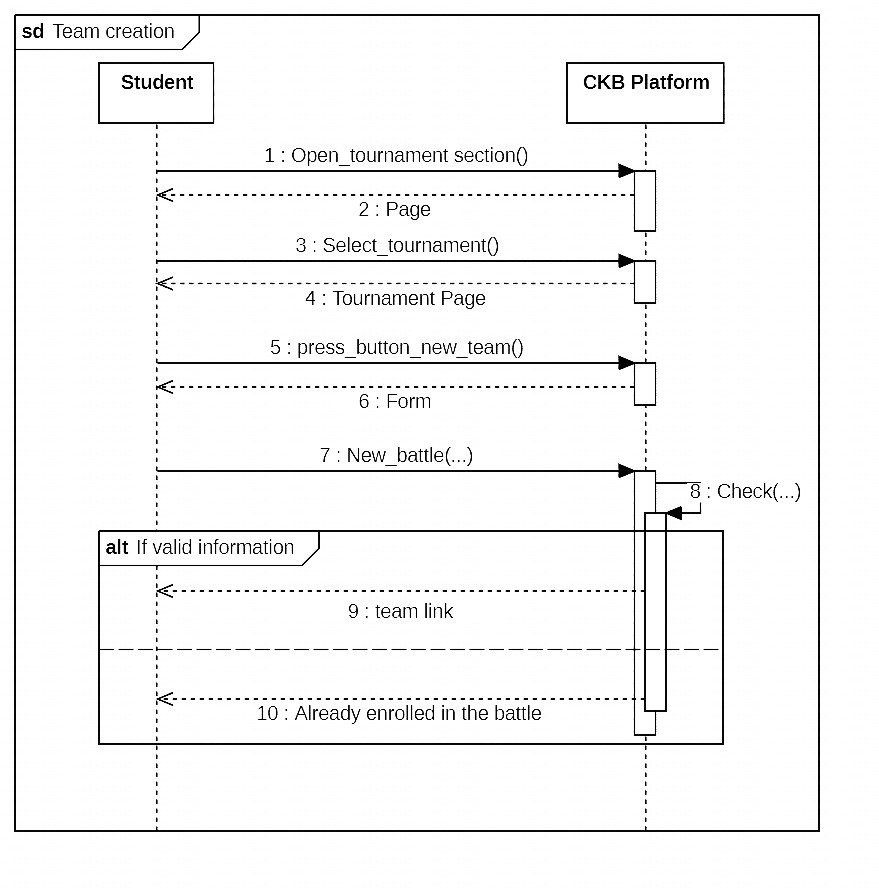 sd Team creation
Student
CKB Platform
1 : Open_tournament section()
2 : Page
3 : Select_tournament()
4 : Tournament Page
5 : press_button_new_team()
6 : Form
7 : New_battle(...)
8 : Check(...)
alt If valid information
9 : team link
10 : Already enrolled in the battle